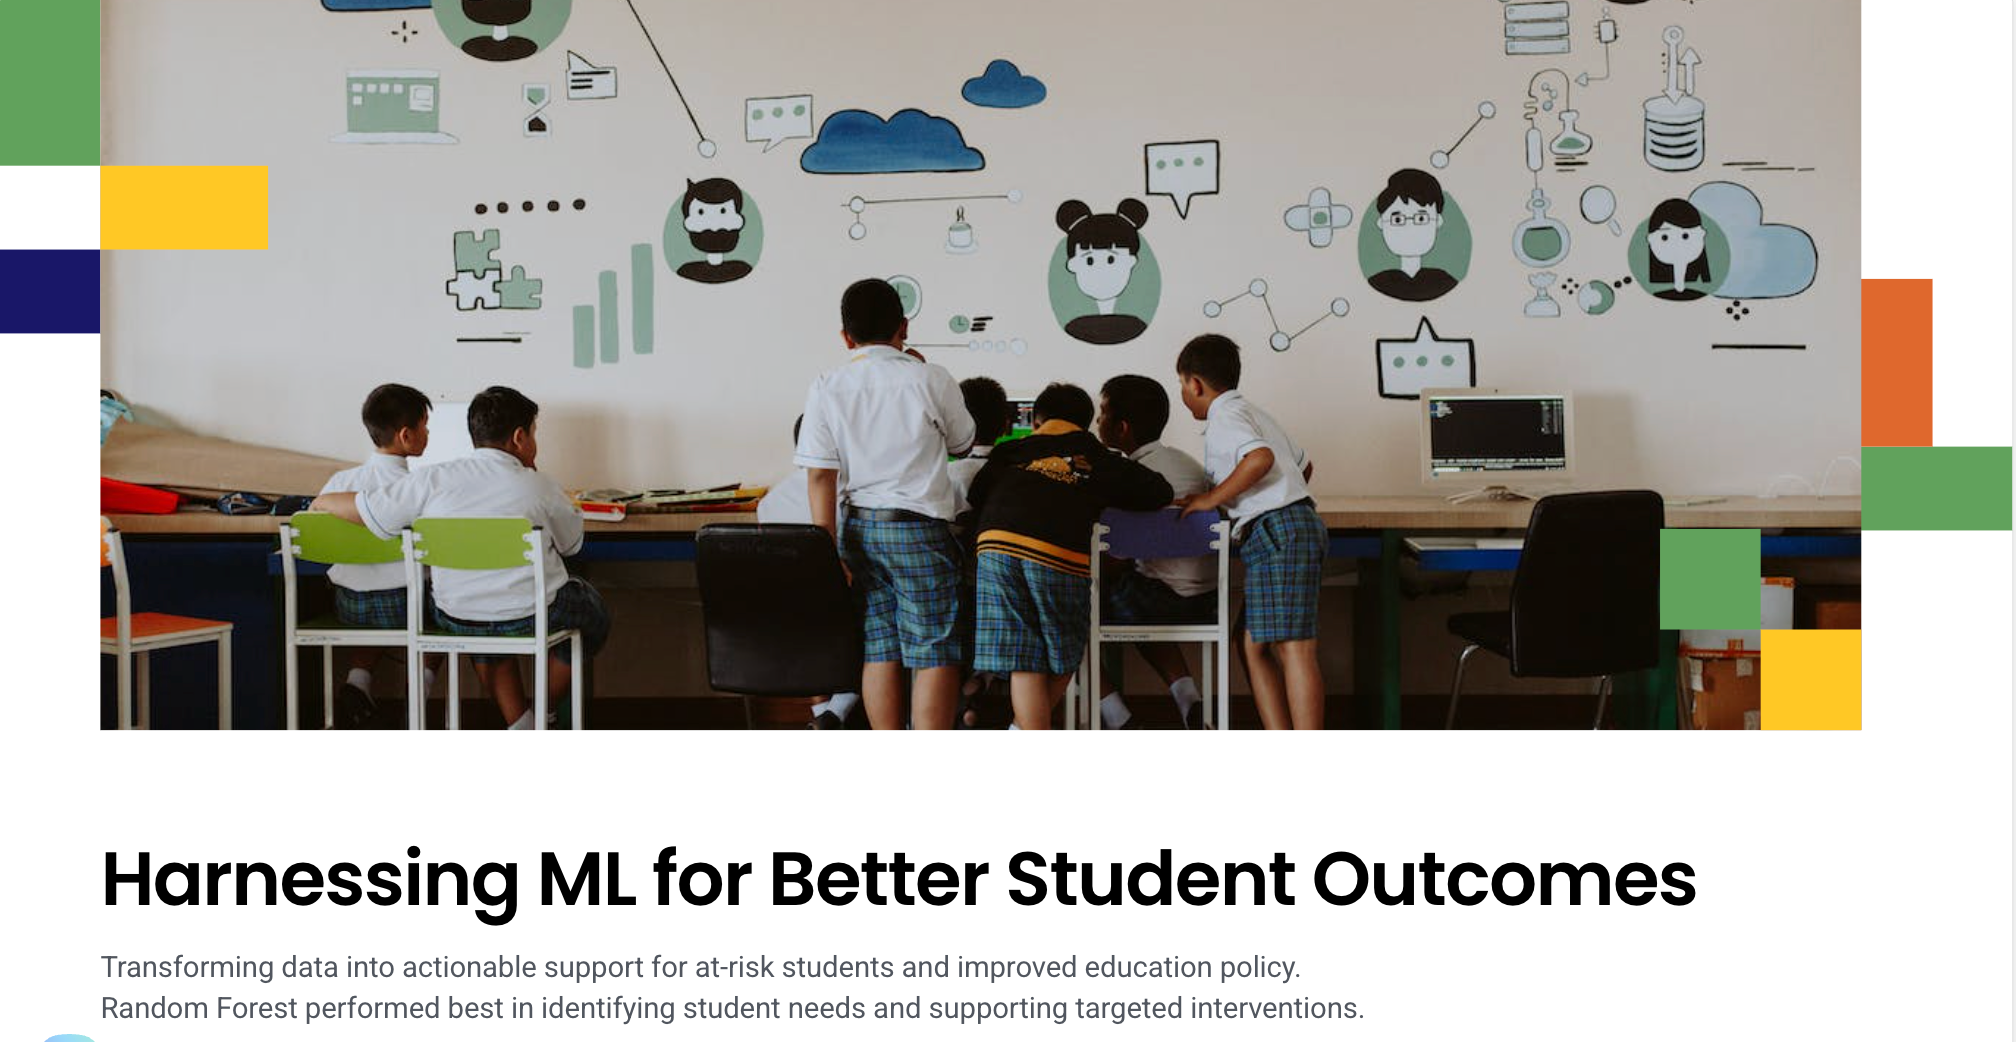 Harnessing ML for Better Student Outcomes
Transforming data into actionable support for at-risk students and improved education policy.
Random Forest performed best in identifying student needs and supporting targeted interventions.